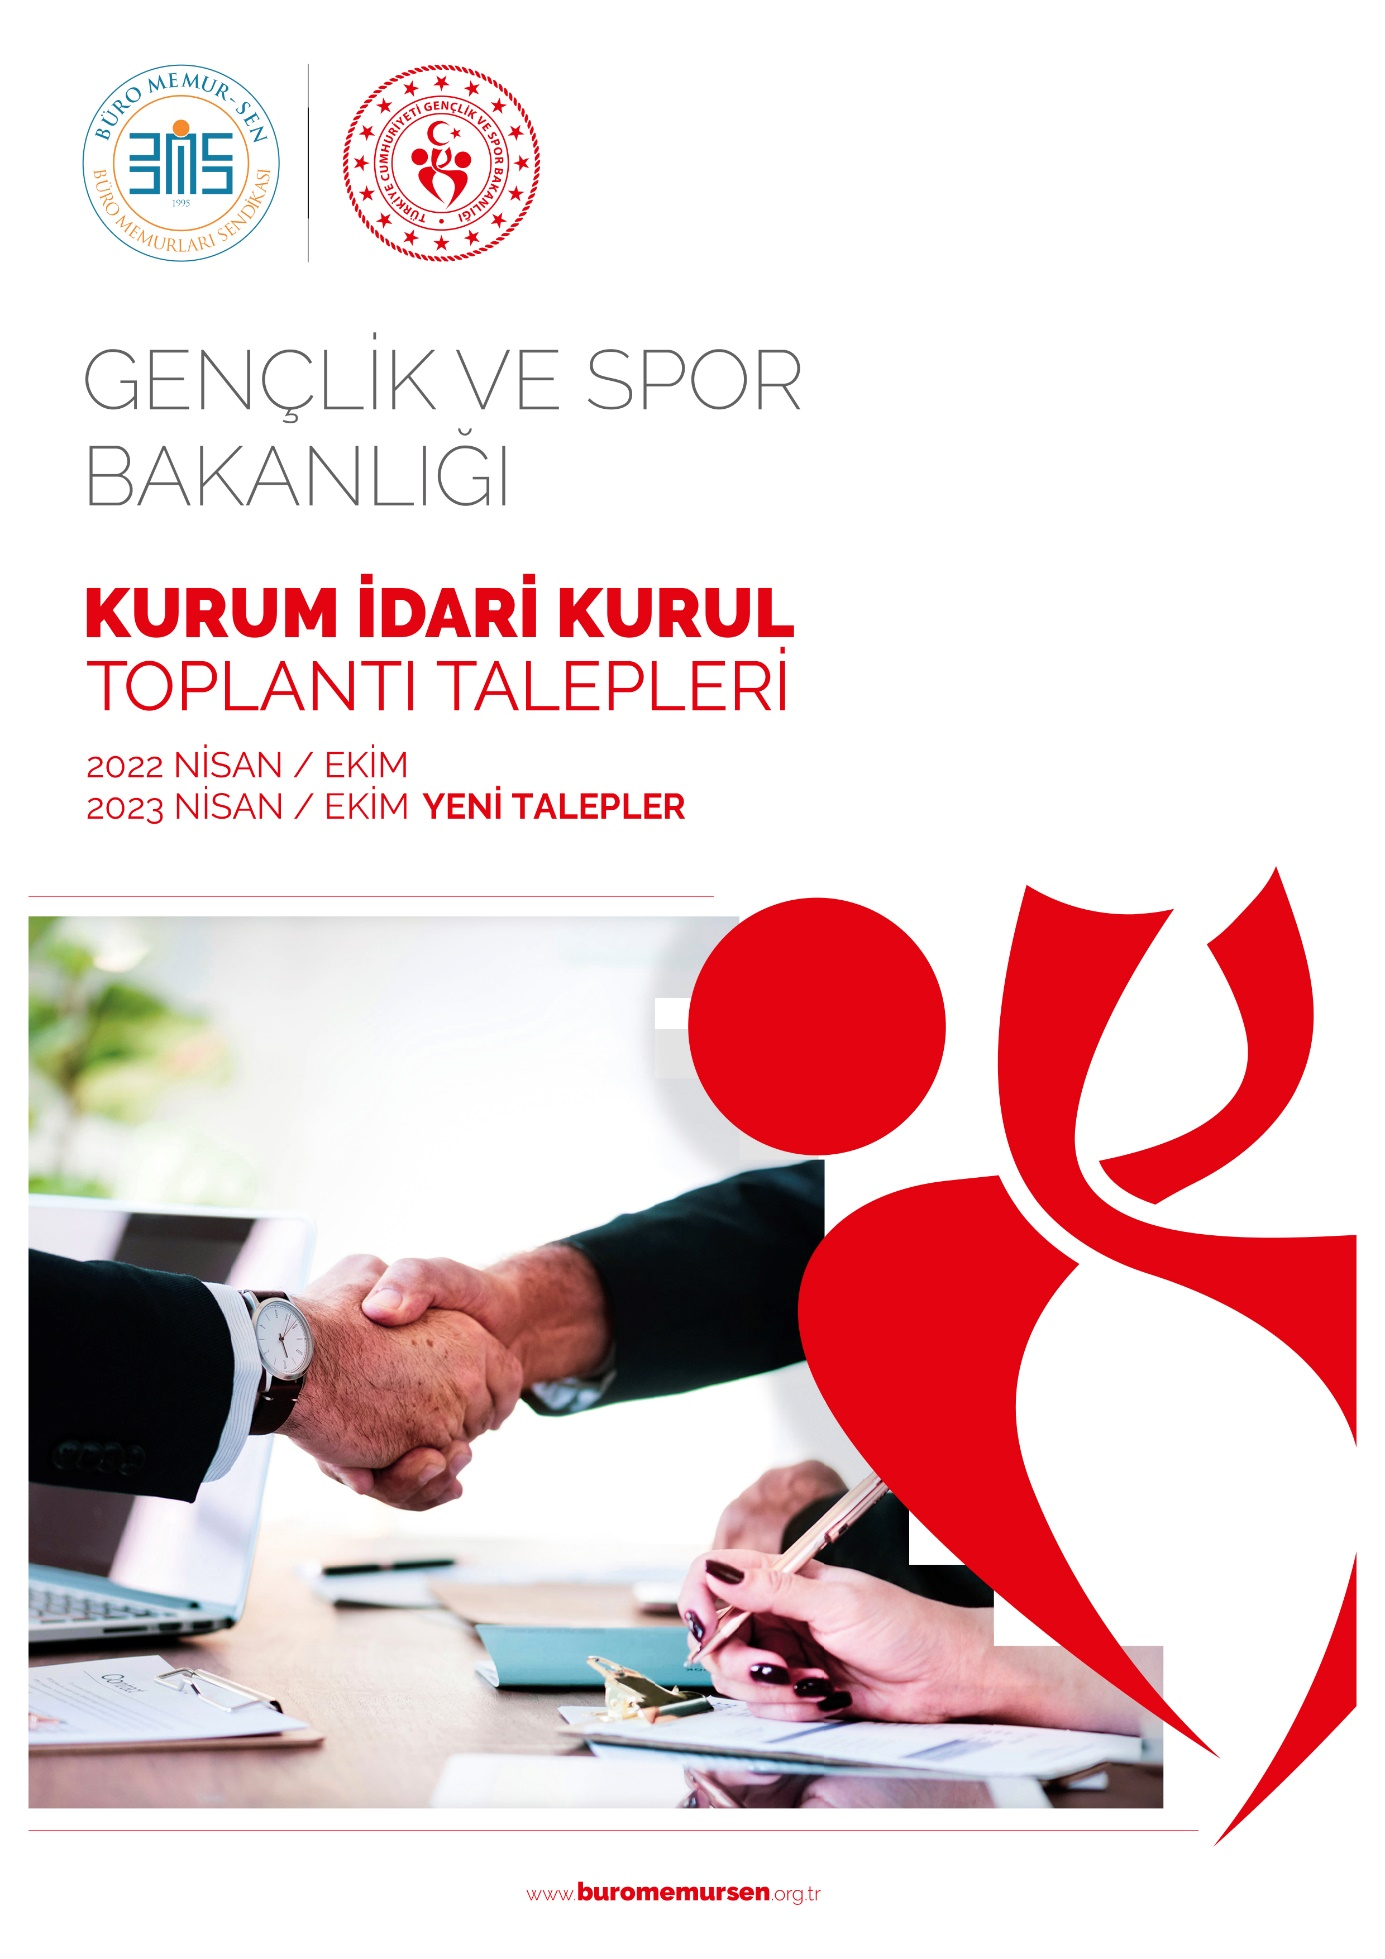 BÜRO MEMUR-SEN
1995
BÜRO MEMURLARI SENDİKASI
TÜRKİYE CUMHURİYETİ GENÇLİK VE SPOR BAKANLIĞI
GENÇLİK VE SPOR
BAKANLIĞI
KURUM İDARİ KURUL
TOPLANTI TALEPLERİ
2022 NİSAN / EKİM
2023 NİSAN / EKİM YENİ TALEPLER
Contract
www.buromemursen.org.tr